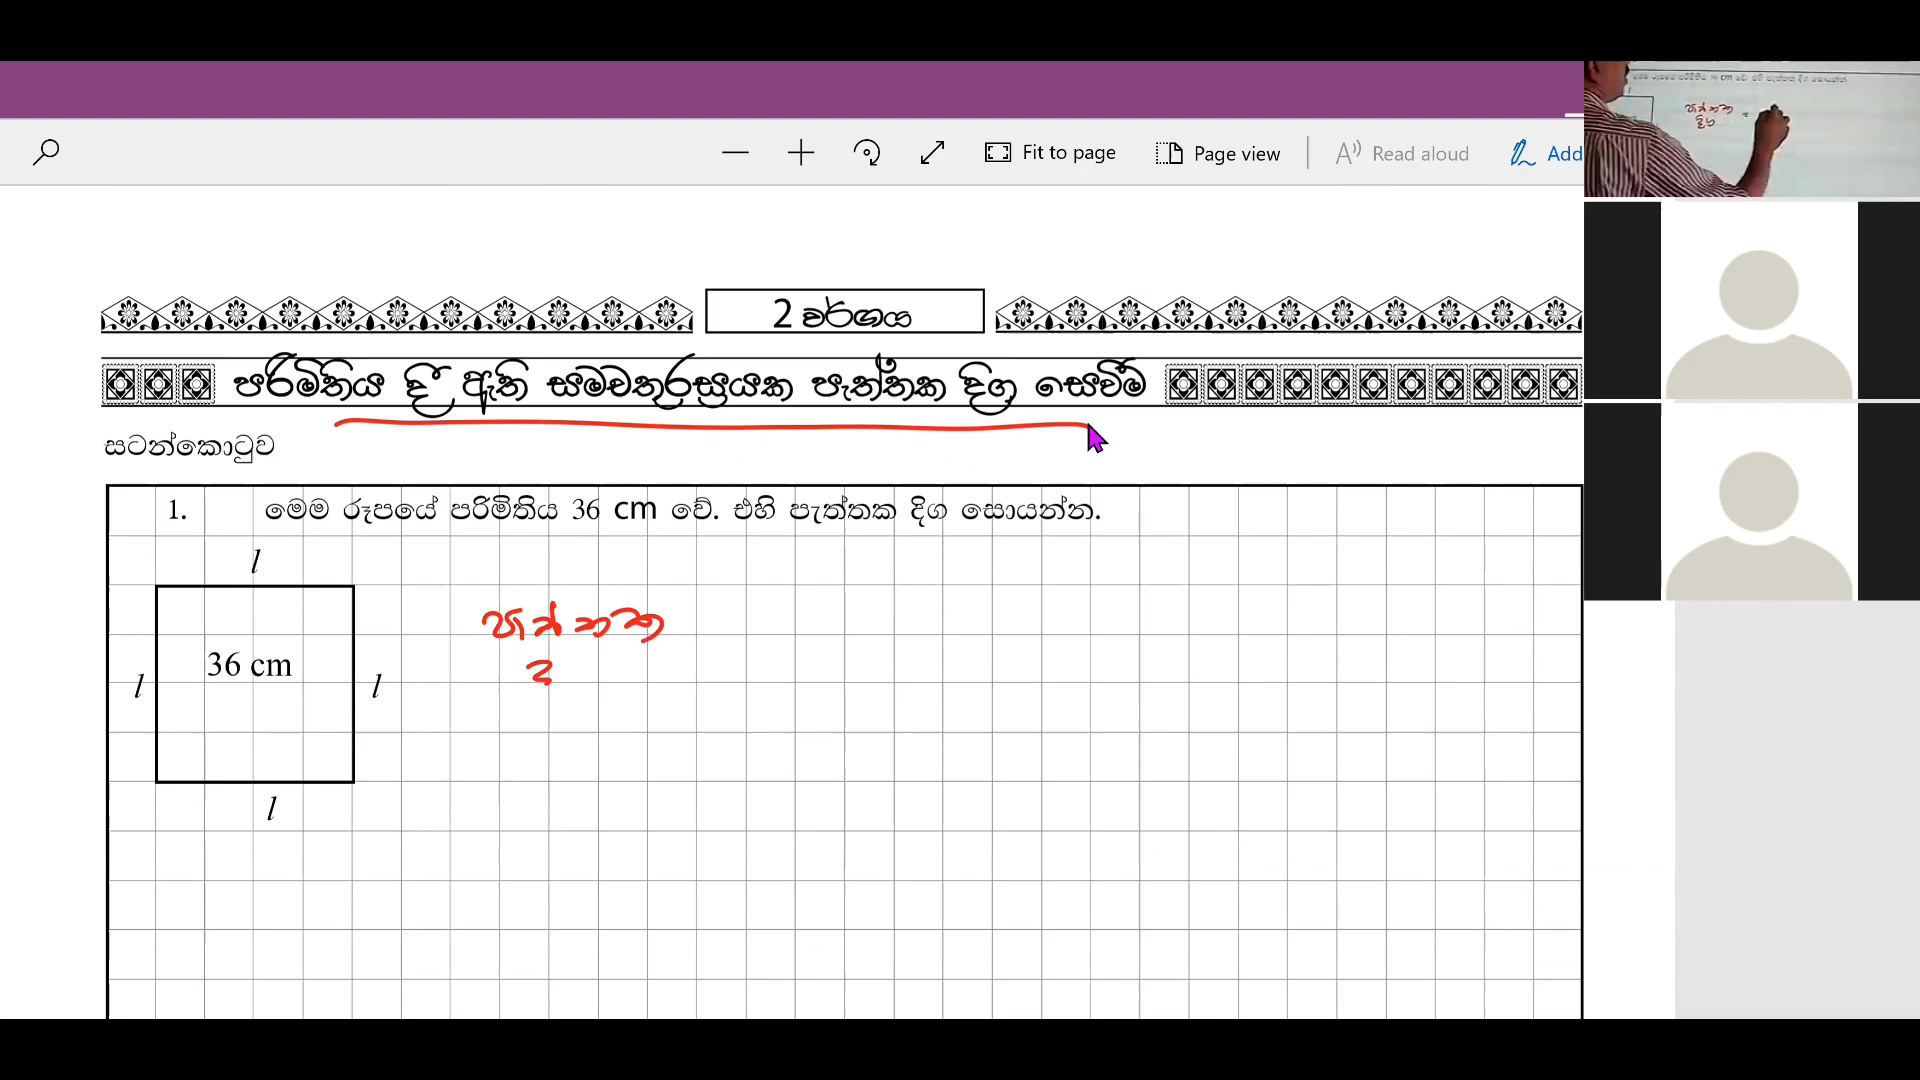 Fit to page
Page view
Read aloud
Add
2 වර්ගය
පරිමිතිය දී ඇති සමචතුරස්‍රයක පැත්තක දිග සෙවීම
සටන්කොටුව
1. මෙම රූපයේ පරිමිතිය 36 cm වේ. එහි පැත්තක දිග සොයන්න.
l
පැත්තක
36 cm
l
l
l